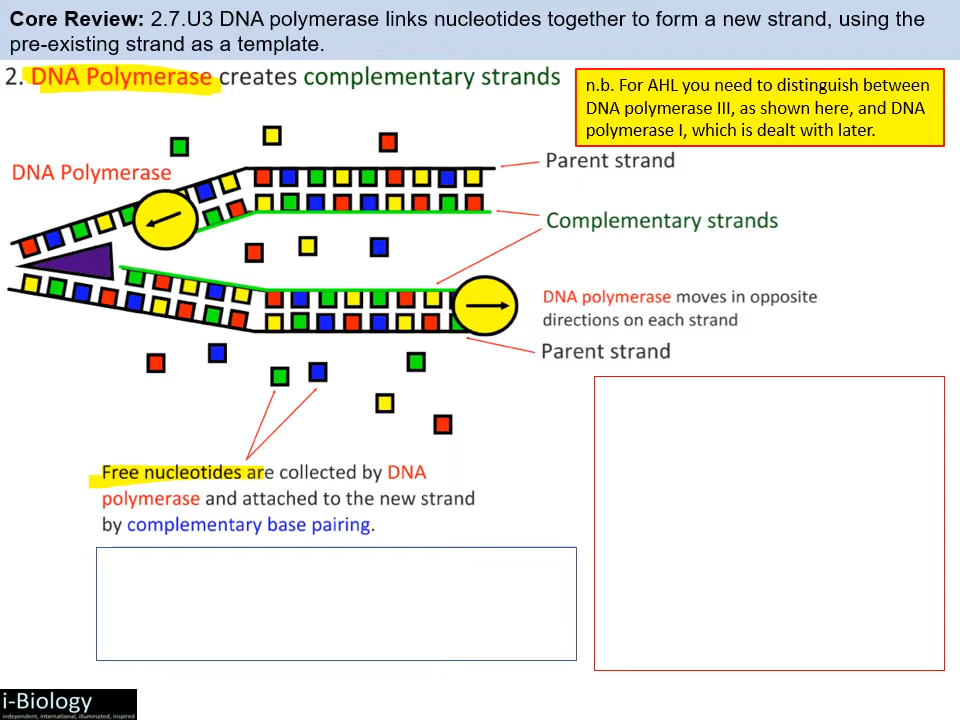 Core Review: 2.7.U3 DNA polymerase links nucleotides together to form a new strand, using the
pre-existing strand as a template.
2. DNA Polymerase creates complementary strands
n.b. For AHL you need to distinguish between
DNA polymerase III, as shown here, and DNA
polymerase I, which is dealt with later.
DNA Polymerase
Parent strand
Complementary strands
DNA polymerase moves in opposite
directions on each strand
Parent strand
Free nucleotides are collected by DNA
polymerase and attached to the new strand
by complementary base pairing.
i-Biology
independent, international, illuminated, inspired